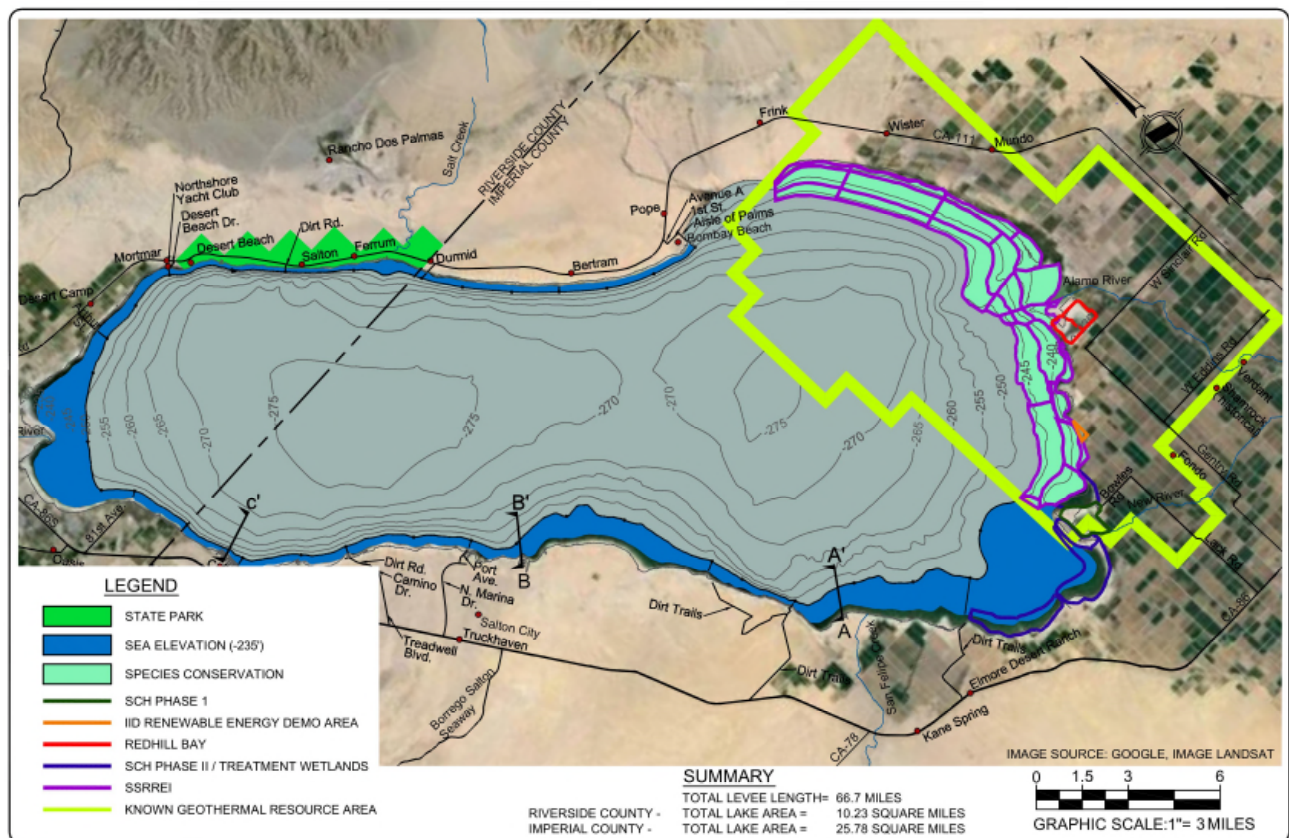 Frink
Wister
CA-111
Mundo
Rancho Dos Palmas
Salt Creek
RIVERSIDE COUNTY
IMPERIAL COUNTY
Northshore
Yacht Club
Desert
Beach Dr.
Dirt Rd.
Avenue A
1st St.
Aisle of Palms
Pope
Bombay Beach
Mortmar
Desert Beach
Salton
Ferrum
Durmid
Bertram
Desert Camp
Alamo River
W Sinclair Rd
W Eddins Rd
Verdant
Shamrock
(historical)
Gentry Rd
Fondo
Bowles
Rd
New River
Lack Rd
CA-86
River
-255
-260
-265
-270
-275
-275
-270
-270
-275
-270
-265
-260
-255
-250
-245
-240
CA-86S
81st Ave
Oasis
C'
C
B'
B
A'
A
Dirt Rd.
Camino
Dr.
Port
Ave.
N. Marina
Dr.
Salton City
Truckhaven
Treadwell
Blvd.
Borrego Salton
Seaway
Dirt Trails
Dirt Trail
San Felipe Creek
Dirt Trails
Elmore Desert Ranch
Kane Spring
CA-78
LEGEND
STATE PARK
SEA ELEVATION (-235')
SPECIES CONSERVATION
SCH PHASE 1
IID RENEWABLE ENERGY DEMO AREA
REDHILL BAY
SCH PHASE II / TREATMENT WETLANDS
SSRREI
KNOWN GEOTHERMAL RESOURCE AREA
IMAGE SOURCE: GOOGLE, IMAGE LANDSAT
SUMMARY
TOTAL LEVEE LENGTH= 66.7 MILES
RIVERSIDE COUNTY - TOTAL LAKE AREA = 10.23 SQUARE MILES
IMPERIAL COUNTY - TOTAL LAKE AREA = 25.78 SQUARE MILES
0 1.5 3 6
GRAPHIC SCALE:1"= 3 MILES